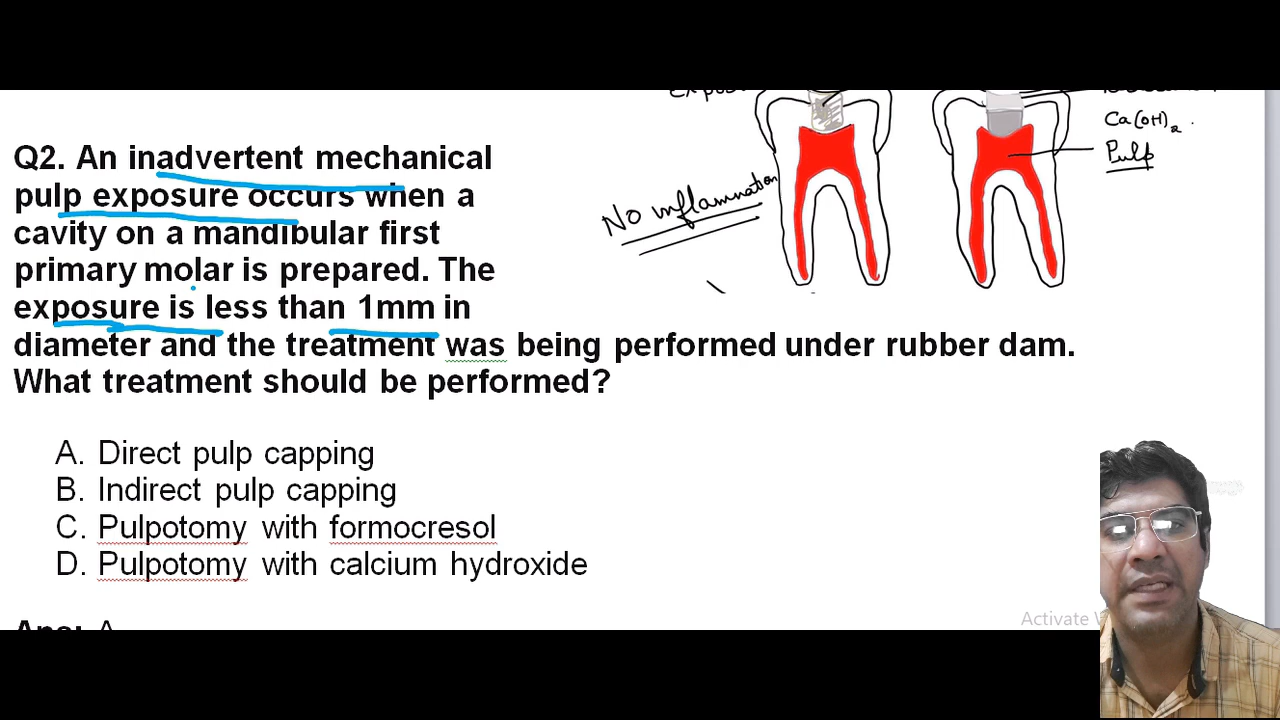 Ca(OH)2
Pulp
No inflammation
Q2. An inadvertent mechanical
pulp exposure occurs when a
cavity on a mandibular first
primary molar is prepared. The
exposure is less than 1mm in
diameter and the treatment was being performed under rubber dam.
What treatment should be performed?
A. Direct pulp capping
B. Indirect pulp capping
C. Pulpotomy with formocresol
D. Pulpotomy with calcium hydroxide
Activate
Ans: A